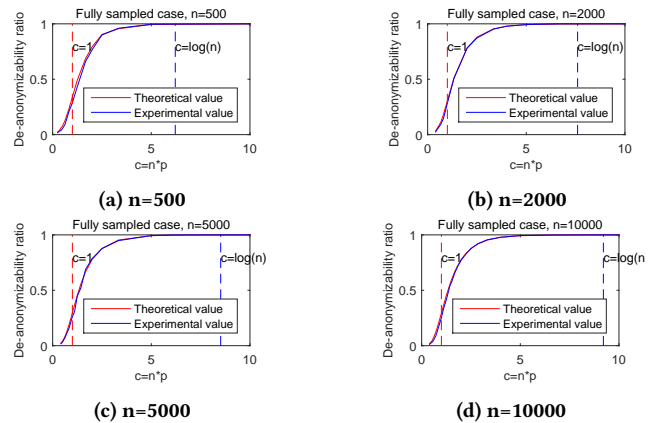 Fully sampled case, n=500
De-anonymizability ratio
1
0.5
0
c=1
c=log(n)
Theoretical value
Experimental value
0 5 10
c=n*p
(a) n=500
Fully sampled case, n=2000
De-anonymizability ratio
1
0.5
0
c=1
c=log(n)
Theoretical value
Experimental value
0 5 10
c=n*p
(b) n=2000
Fully sampled case, n=5000
De-anonymizability ratio
1
0.5
0
c=1
c=log(n)
Theoretical value
Experimental value
0 5 10
c=n*p
(c) n=5000
Fully sampled case, n=10000
De-anonymizability ratio
1
0.5
0
c=1
c=log(n
Theoretical value
Experimental value
0 5 10
c=n*p
(d) n=10000